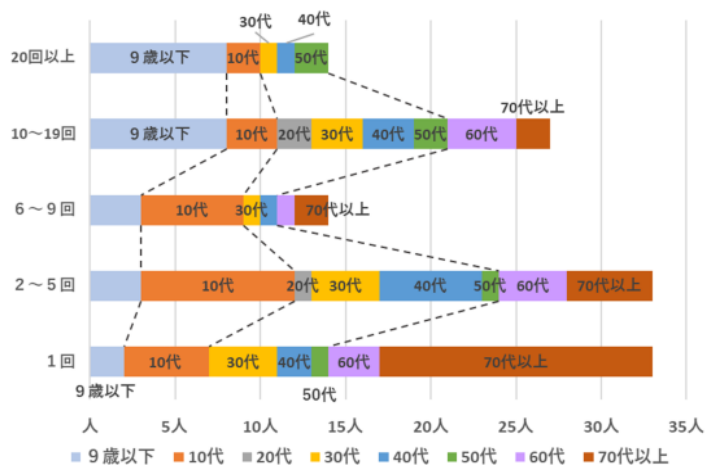 30代 40代
20回以上 9歳以下 10代 50代
70代以上
10～19回 9歳以下 10代 20代 30代 40代 50代 60代
6～9回 10代 30代 70代以上
2～5回 10代 20代 30代 40代 50代 60代 70代以上
1回 10代 30代 40代 60代 70代以上
9歳以下 50代
人 5人 10人 15人 20人 25人 30人 35人
9歳以下 10代 20代 30代 40代 50代 60代 70代以上